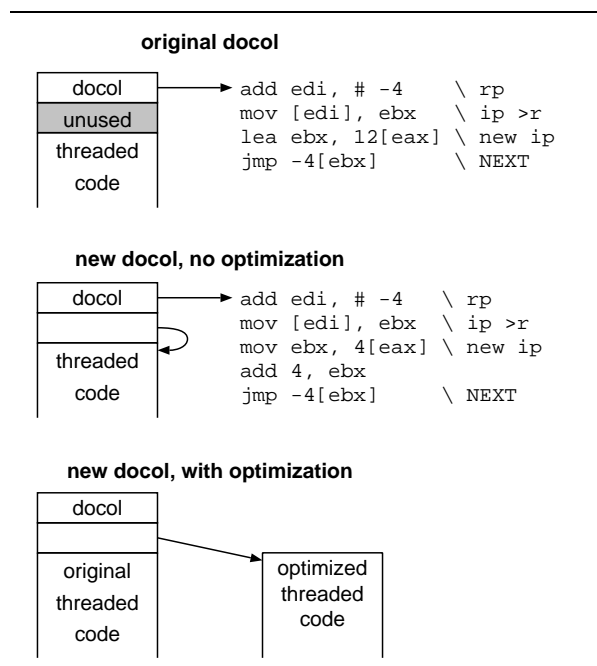 original docol
docol
unused
threaded
code
add edi, # -4 \ rp
mov [edi], ebx \ ip >r
lea ebx, 12[eax] \ new ip
jmp -4[ebx] \ NEXT
new docol, no optimization
docol
threaded
code
add edi, # -4 \ rp
mov [edi], ebx \ ip >r
mov ebx, 4[eax] \ new ip
add 4, ebx
jmp -4[ebx] \ NEXT
new docol, with optimization
docol
original
threaded
code
optimized
threaded
code